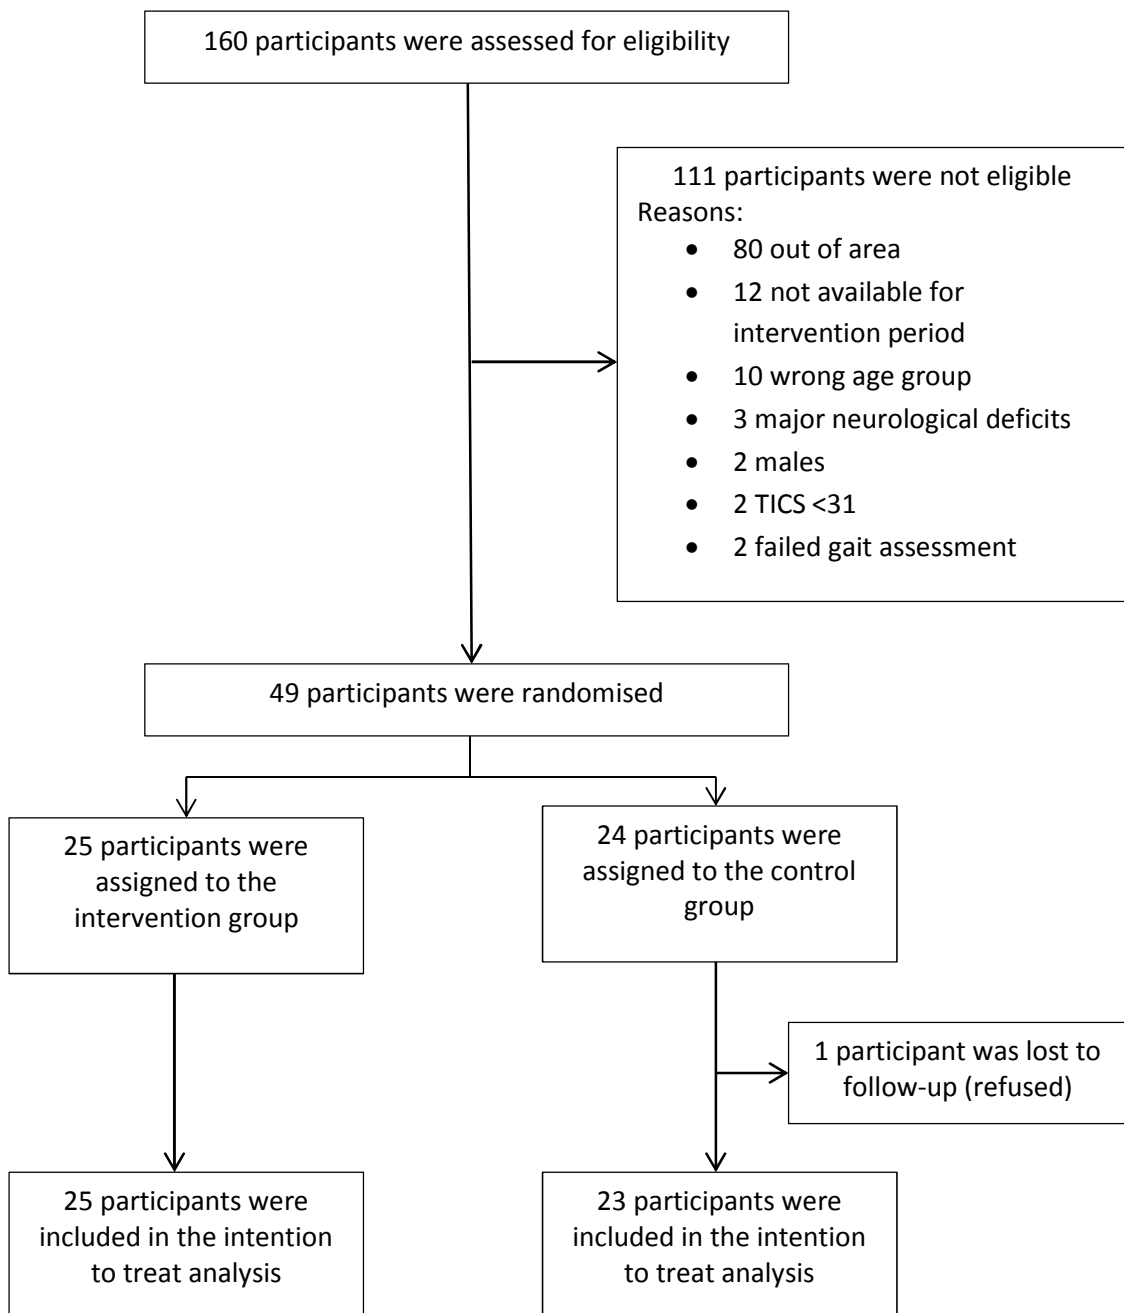 160 participants were assessed for eligibility
111 participants were not eligible
Reasons:
• 80 out of area
• 12 not available for
intervention period
• 10 wrong age group
• 3 major neurological deficits
• 2 males
• 2 TICS <31
• 2 failed gait assessment
49 participants were randomised
25 participants were
assigned to the
intervention group
24 participants were
assigned to the control
group
1 participant was lost to
follow-up (refused)
25 participants were
included in the intention
to treat analysis
23 participants were
included in the intention
to treat analysis